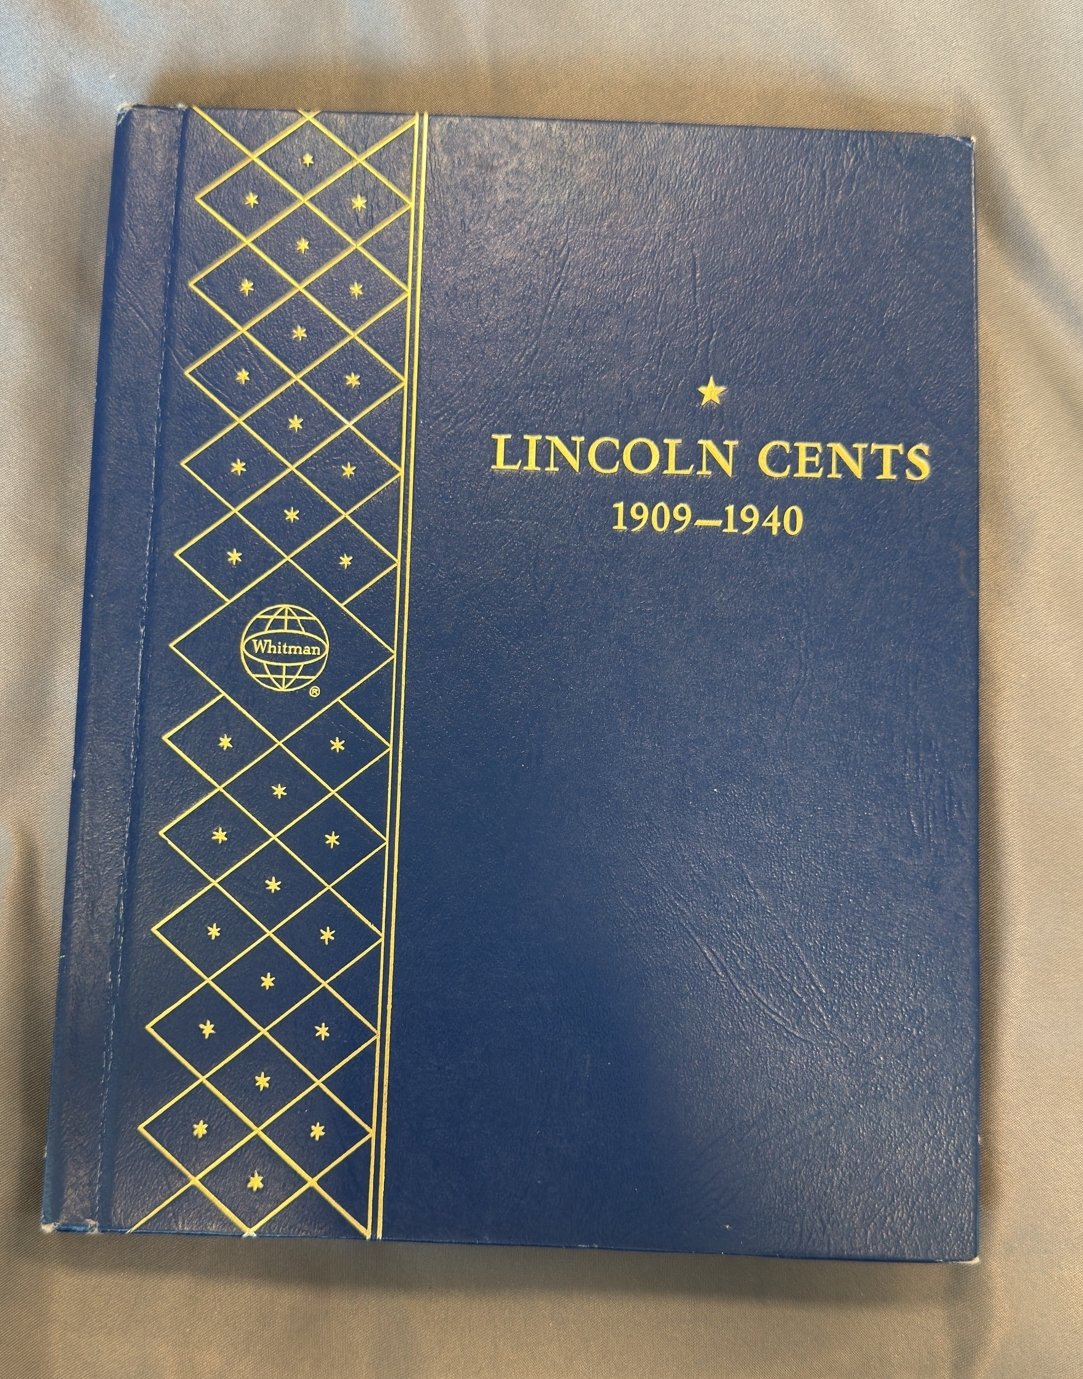 LINCOLN CENTS
1909–1940
Whitman
®